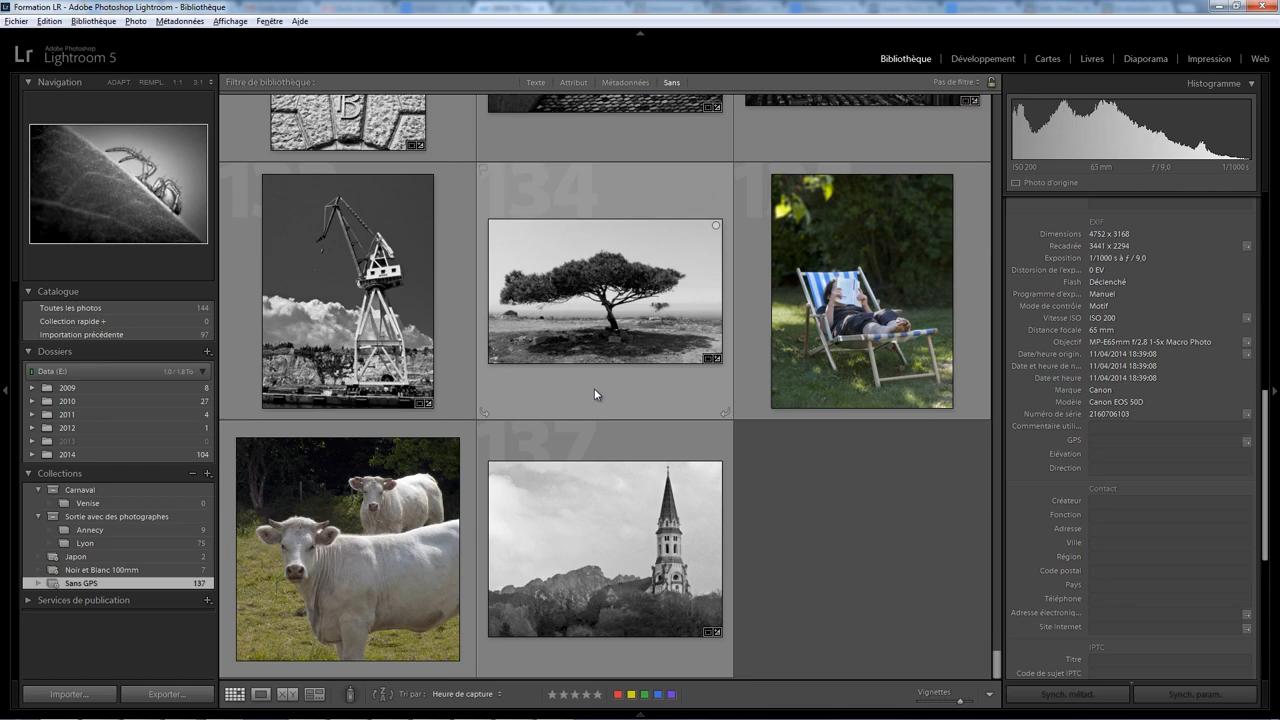 Formation LR - Adobe Photoshop Lightroom - Bibliothèque
Fichier Edition Bibliothèque Photo Métadonnées Affichage Fenêtre Aide
Lr Adobe Photoshop
Lightroom 5
Bibliothèque | Développement | Cartes | Livres | Diaporama | Impression | Web
Navigation ADAPT. REMPL. 1:1 3:1
Filtre de bibliothèque : Texte Attribut Métadonnées Sans Pas de filtre
Histogramme
ISO 200 65 mm ƒ / 9,0 1/1000 s
Photo d'origine
Catalogue
Toutes les photos 144
Collection rapide + 0
Importation précédente 97
Dossiers
Data (E:) 1,0 / 1,8 To
2009 8
2010 27
2011 4
2012 1
2013 0
2014 104
Collections
Carnaval
Venise 0
Sortie avec des photographes
Annecy 9
Lyon 75
Japon 2
Noir et Blanc 100mm 7
Sans GPS 137
Services de publication
Importer... Exporter...
B
134
137
Tri par : Heure de capture
Vignettes
EXIF
Dimensions 4752 x 3168
Recadrée 3441 x 2294
Exposition 1/1000 s à ƒ / 9,0
Distorsion de l'exp... 0 EV
Flash Déclenché
Programme d'exp... Manuel
Mode de contrôle Motif
Vitesse ISO ISO 200
Distance focale 65 mm
Objectif MP-E65mm f/2.8 1-5x Macro Photo
Date/heure origin. 11/04/2014 18:39:08
Date et heure de n... 11/04/2014 18:39:08
Date et heure 11/04/2014 18:39:08
Marque Canon
Modèle Canon EOS 50D
Numéro de série 2160706103
Commentaire utili...
GPS
Elévation
Direction
Contact
Créateur
Fonction
Adresse
Ville
Région
Code postal
Pays
Téléphone
Adresse électroniq...
Site Internet
IPTC
Titre
Code de sujet IPTC
Synch. métad. Synch. param.